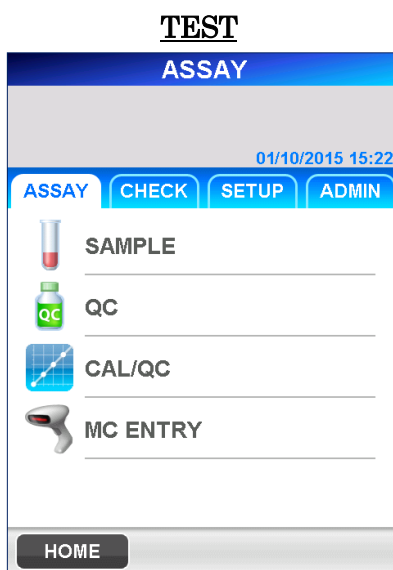 TEST
ASSAY
01/10/2015 15:22
ASSAY CHECK SETUP ADMIN
SAMPLE
QC
QC
CAL/QC
MC ENTRY
HOME